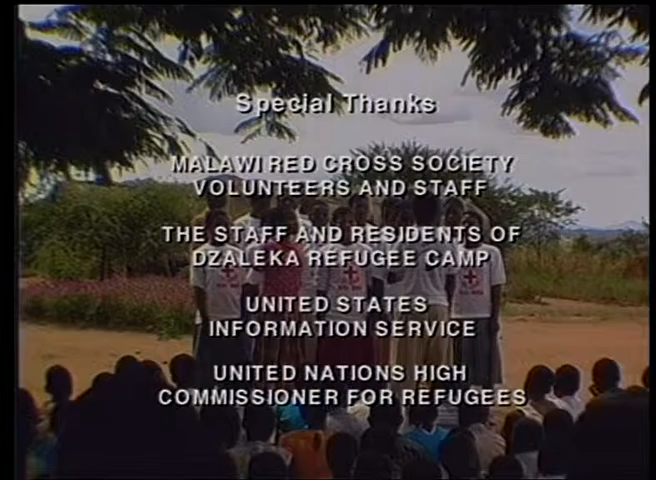 Special Thanks
MALAWI RED CROSS SOCIETY
VOLUNTEERS AND STAFF
THE STAFF AND RESIDENTS OF
DZALEKA REFUGEE CAMP
UNITED STATES
INFORMATION SERVICE
UNITED NATIONS HIGH
COMMISSIONER FOR REFUGEES